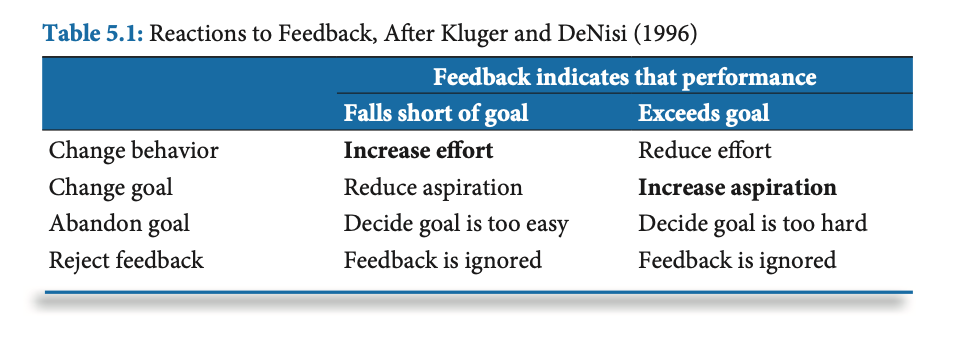 Table 5.1: Reactions to Feedback, After Kluger and DeNisi (1996)
Feedback indicates that performance
Falls short of goal Exceeds goal
Change behavior Increase effort Reduce effort
Change goal Reduce aspiration Increase aspiration
Abandon goal Decide goal is too easy Decide goal is too hard
Reject feedback Feedback is ignored Feedback is ignored